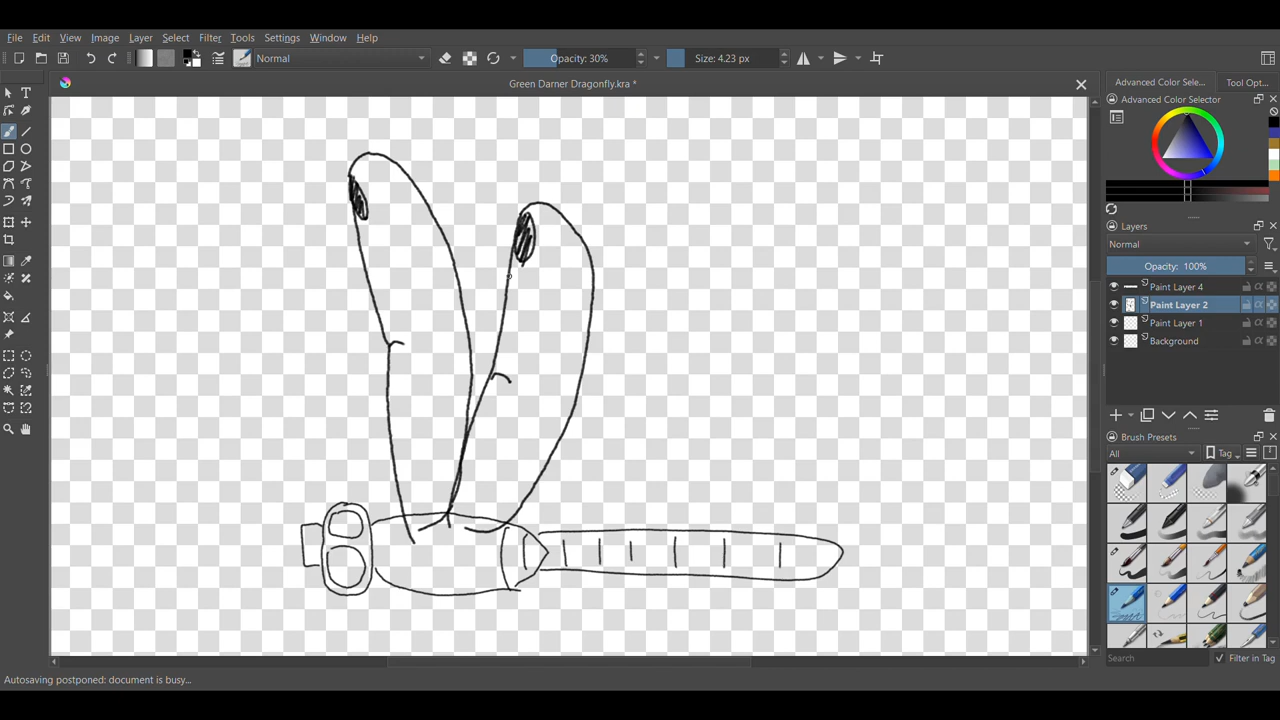 File Edit View Image Layer Select Filter Tools Settings Window Help
Normal Opacity: 30% Size: 4.23 px
Green Darner Dragonfly.kra *
Advanced Color Sele... Tool Opt...
Advanced Color Selector
Layers
Normal
Opacity: 100%
Paint Layer 4
Paint Layer 2
Paint Layer 1
Background
Brush Presets
All Tag
Search Filter in Tag
Autosaving postponed: document is busy...